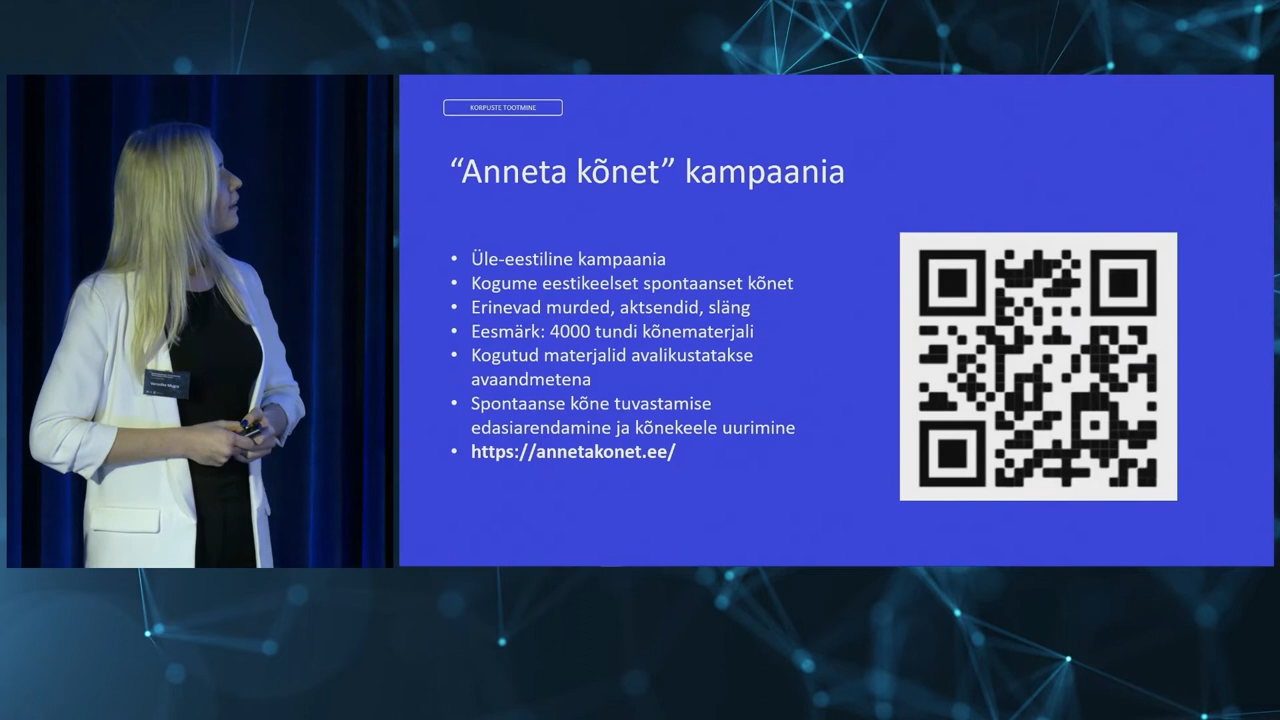 KORPUSTE TOOTMINE
“Anneta kõnet” kampaania
• Üle-eestiline kampaania
• Kogume eestikeelset spontaanset kõnet
• Erinevad murded, aktsendid, släng
• Eesmärk: 4000 tundi kõnematerjali
• Kogutud materjalid avalikustatakse
avaandmetena
• Spontaanse kõne tuvastamise
edasiarendamine ja kõnekeele uurimine
• https://annetakonet.ee/